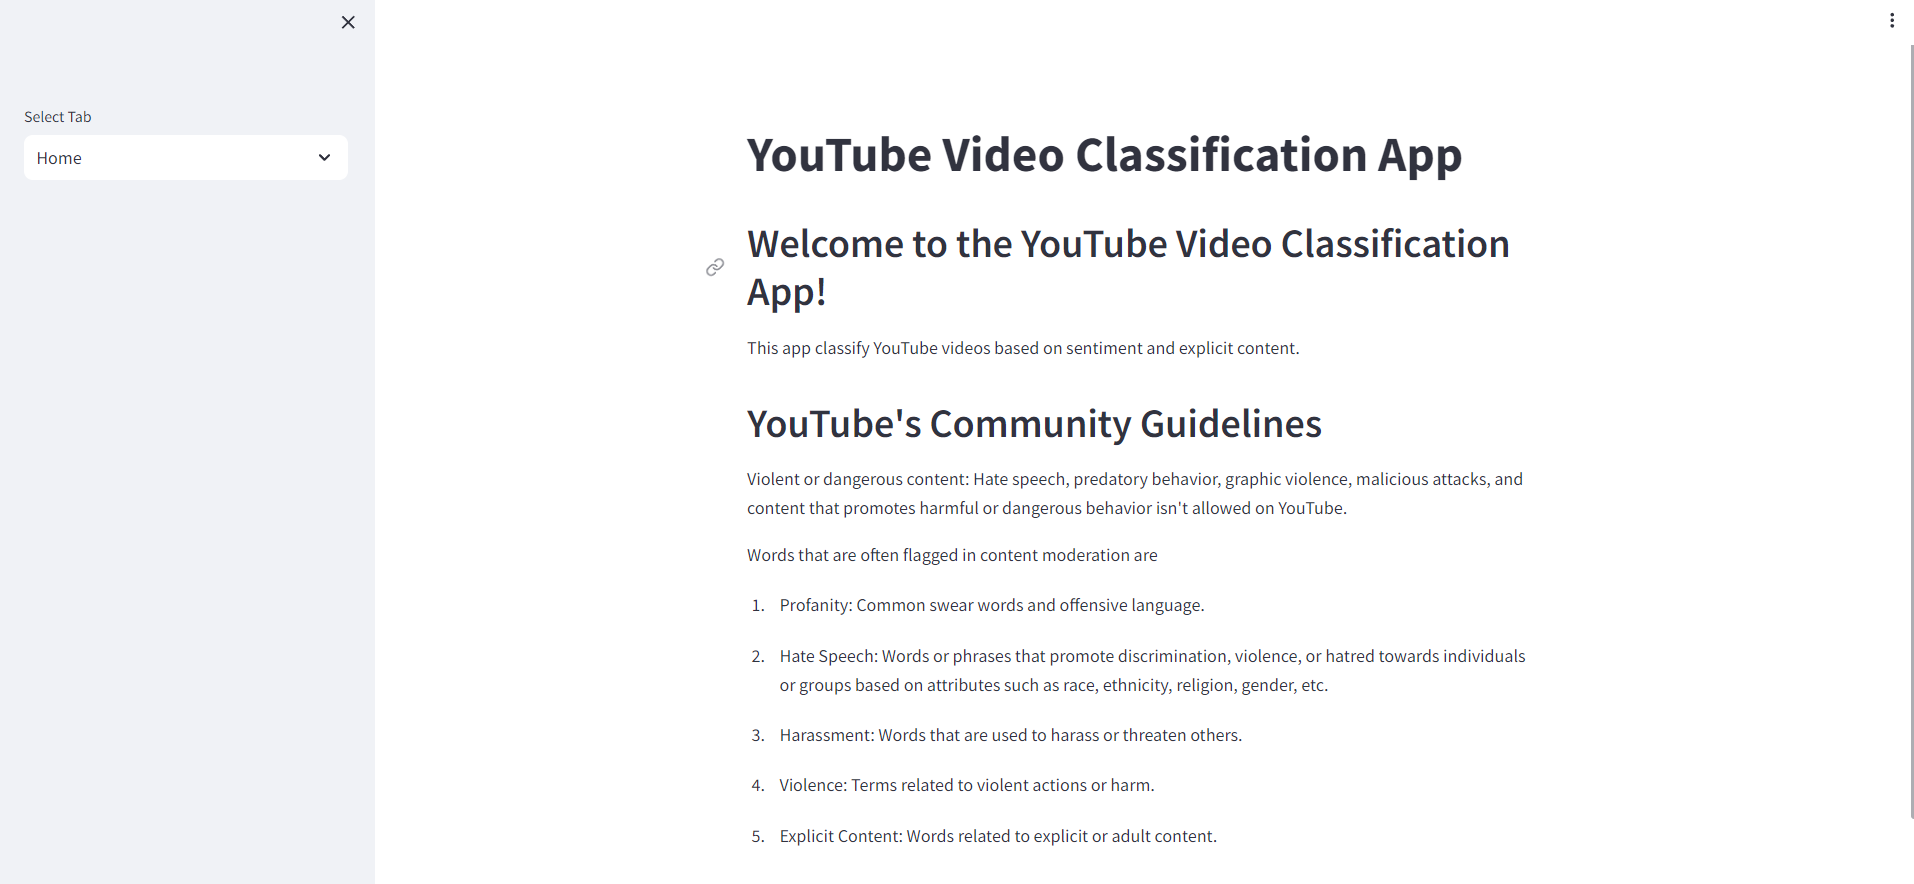 Select Tab
Home
YouTube Video Classification App
Welcome to the YouTube Video Classification
App!
This app classify YouTube videos based on sentiment and explicit content.
YouTube's Community Guidelines
Violent or dangerous content: Hate speech, predatory behavior, graphic violence, malicious attacks, and
content that promotes harmful or dangerous behavior isn't allowed on YouTube.
Words that are often flagged in content moderation are
1. Profanity: Common swear words and offensive language.
2. Hate Speech: Words or phrases that promote discrimination, violence, or hatred towards individuals
or groups based on attributes such as race, ethnicity, religion, gender, etc.
3. Harassment: Words that are used to harass or threaten others.
4. Violence: Terms related to violent actions or harm.
5. Explicit Content: Words related to explicit or adult content.